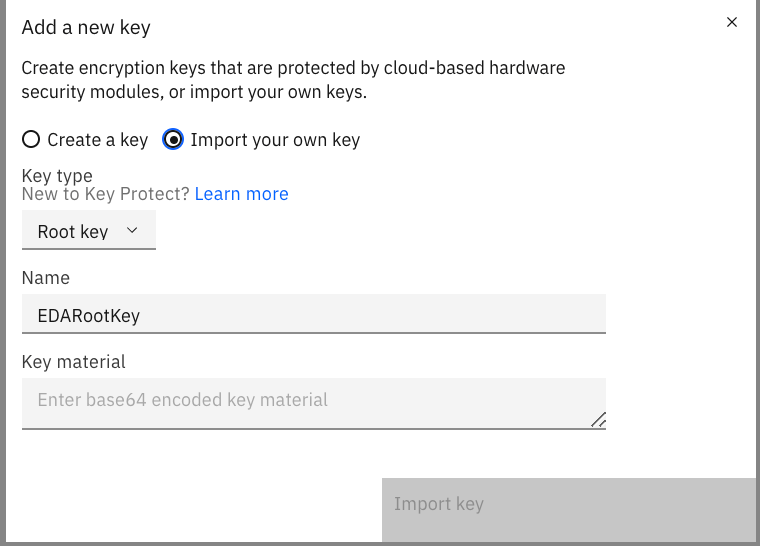 Add a new key
Create encryption keys that are protected by cloud-based hardware
security modules, or import your own keys.
Create a key
Import your own key
Key type
New to Key Protect? Learn more
Root key
Name
EDARootKey
Key material
Enter base64 encoded key material
Import key